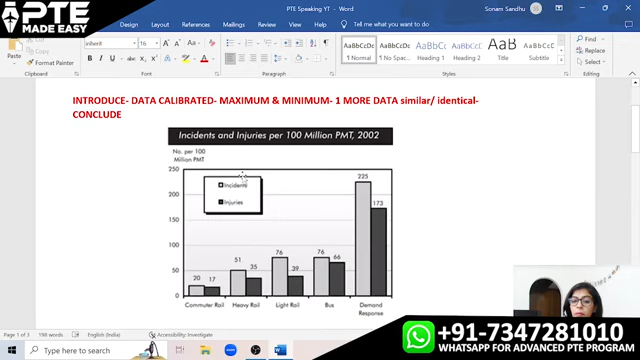 PTE
MADE EASY
PTE Speaking YT - Word
Sonam Sandhu
Design
Layout
References
Mailings
Review
View
Help
Tell me what you want to do
Paste
Copy
Format Painter
inherit
16
AaBbCcDc AaBbCcDc AaBbCc AaBbCcD AaB AaBbCcD
¶ Normal
¶ No Spac...
Heading 1
Heading 2
Title
Subtitle
Find
Replace
Select
Clipboard
Font
Paragraph
Styles
Editing
INTRODUCE- DATA CALIBRATED- MAXIMUM & MINIMUM- 1 MORE DATA similar/ identical-
CONCLUDE
Incidents and Injuries per 100 Million PMT, 2002
No. per 100
Million PMT
250
200
150
100
50
0
Incidents
Injuries
20
17
51
35
76
39
76
66
225
173
Commuter Rail
Heavy Rail
Light Rail
Bus
Demand
Response
Page 1 of 3
198 words
English (India)
Accessibility: Investigate
Type here to search
+91-7347281010
WHATSAPP FOR ADVANCED PTE PROGRAM